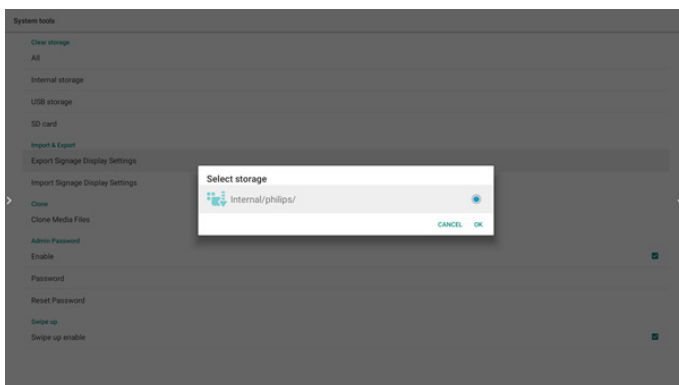 System tools
Clear storage
All
Internal storage
USB storage
SD card
Import & Export
Export Signage Display Settings
Import Signage Display Settings
Clone
Clone Media Files
Admin Password
Enable
Password
Reset Password
Swipe up
Swipe up enable
Select storage
Internal/philips/
CANCEL OK